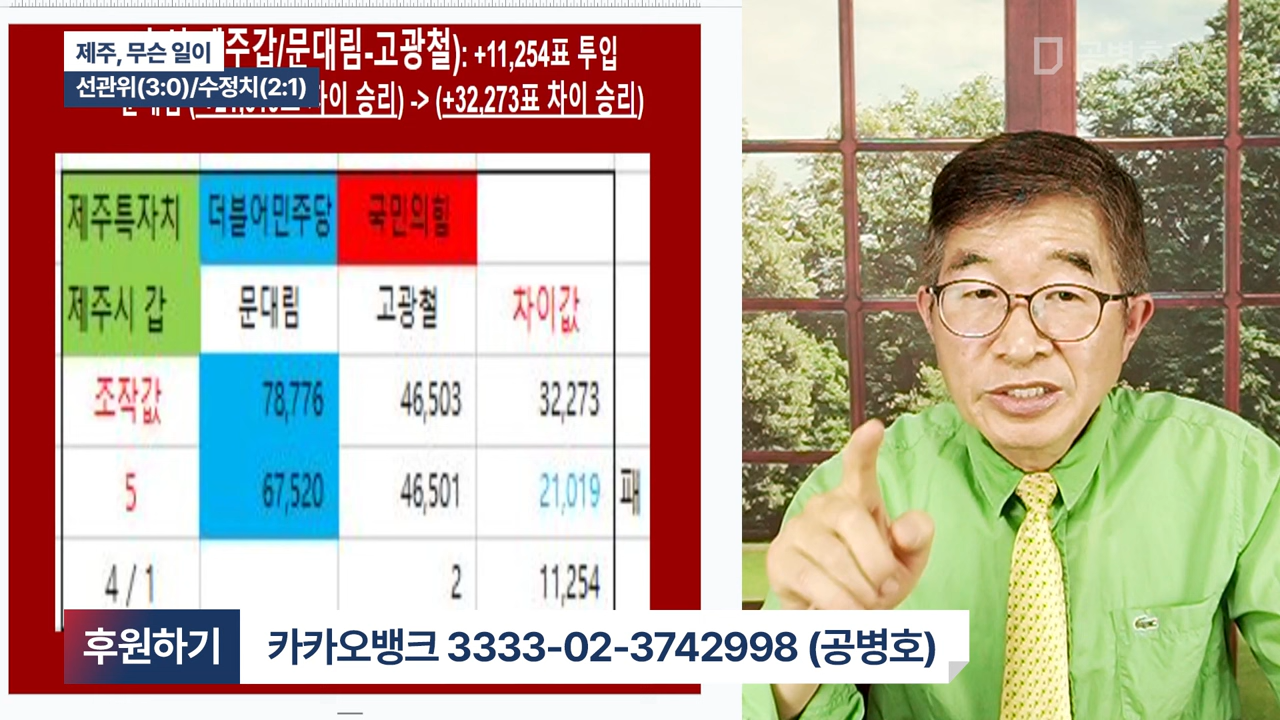 제주, 무슨 일이
주갑/문대림-고광철): +11,254표 투입
선관위(3:0)/수정치(2:1)
차이 승리) -> (+32,273표 차이 승리)
제주특자치 더불어민주당 국민의힘
제주시 갑 문대림 고광철 차이값
조작값 78,776 46,503 32,273
5 67,520 46,501 21,019 패
4 / 1 2 11,254
후원하기 카카오뱅크 3333-02-3742998 (공병호)